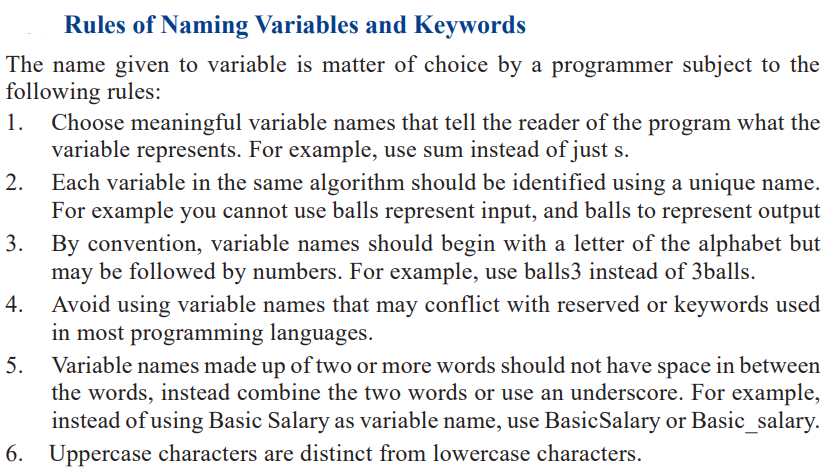 Rules of Naming Variables and Keywords
The name given to variable is matter of choice by a programmer subject to the
following rules:
1. Choose meaningful variable names that tell the reader of the program what the
variable represents. For example, use sum instead of just s.
2. Each variable in the same algorithm should be identified using a unique name.
For example you cannot use balls represent input, and balls to represent output
3. By convention, variable names should begin with a letter of the alphabet but
may be followed by numbers. For example, use balls3 instead of 3balls.
4. Avoid using variable names that may conflict with reserved or keywords used
in most programming languages.
5. Variable names made up of two or more words should not have space in between
the words, instead combine the two words or use an underscore. For example,
instead of using Basic Salary as variable name, use BasicSalary or Basic_salary.
6. Uppercase characters are distinct from lowercase characters.